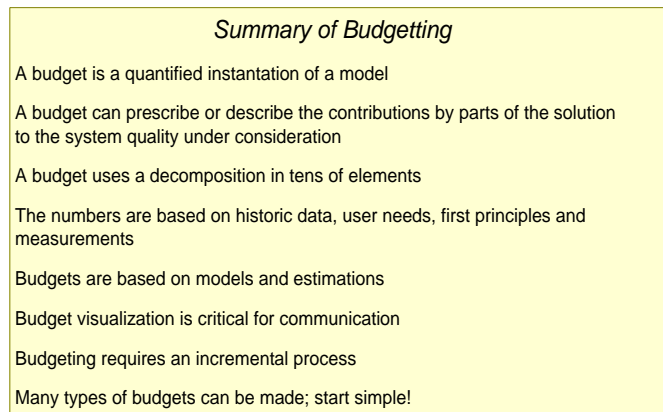 Summary of Budgetting
A budget is a quantified instantation of a model
A budget can prescribe or describe the contributions by parts of the solution
to the system quality under consideration
A budget uses a decomposition in tens of elements
The numbers are based on historic data, user needs, first principles and
measurements
Budgets are based on models and estimations
Budget visualization is critical for communication
Budgeting requires an incremental process
Many types of budgets can be made; start simple!